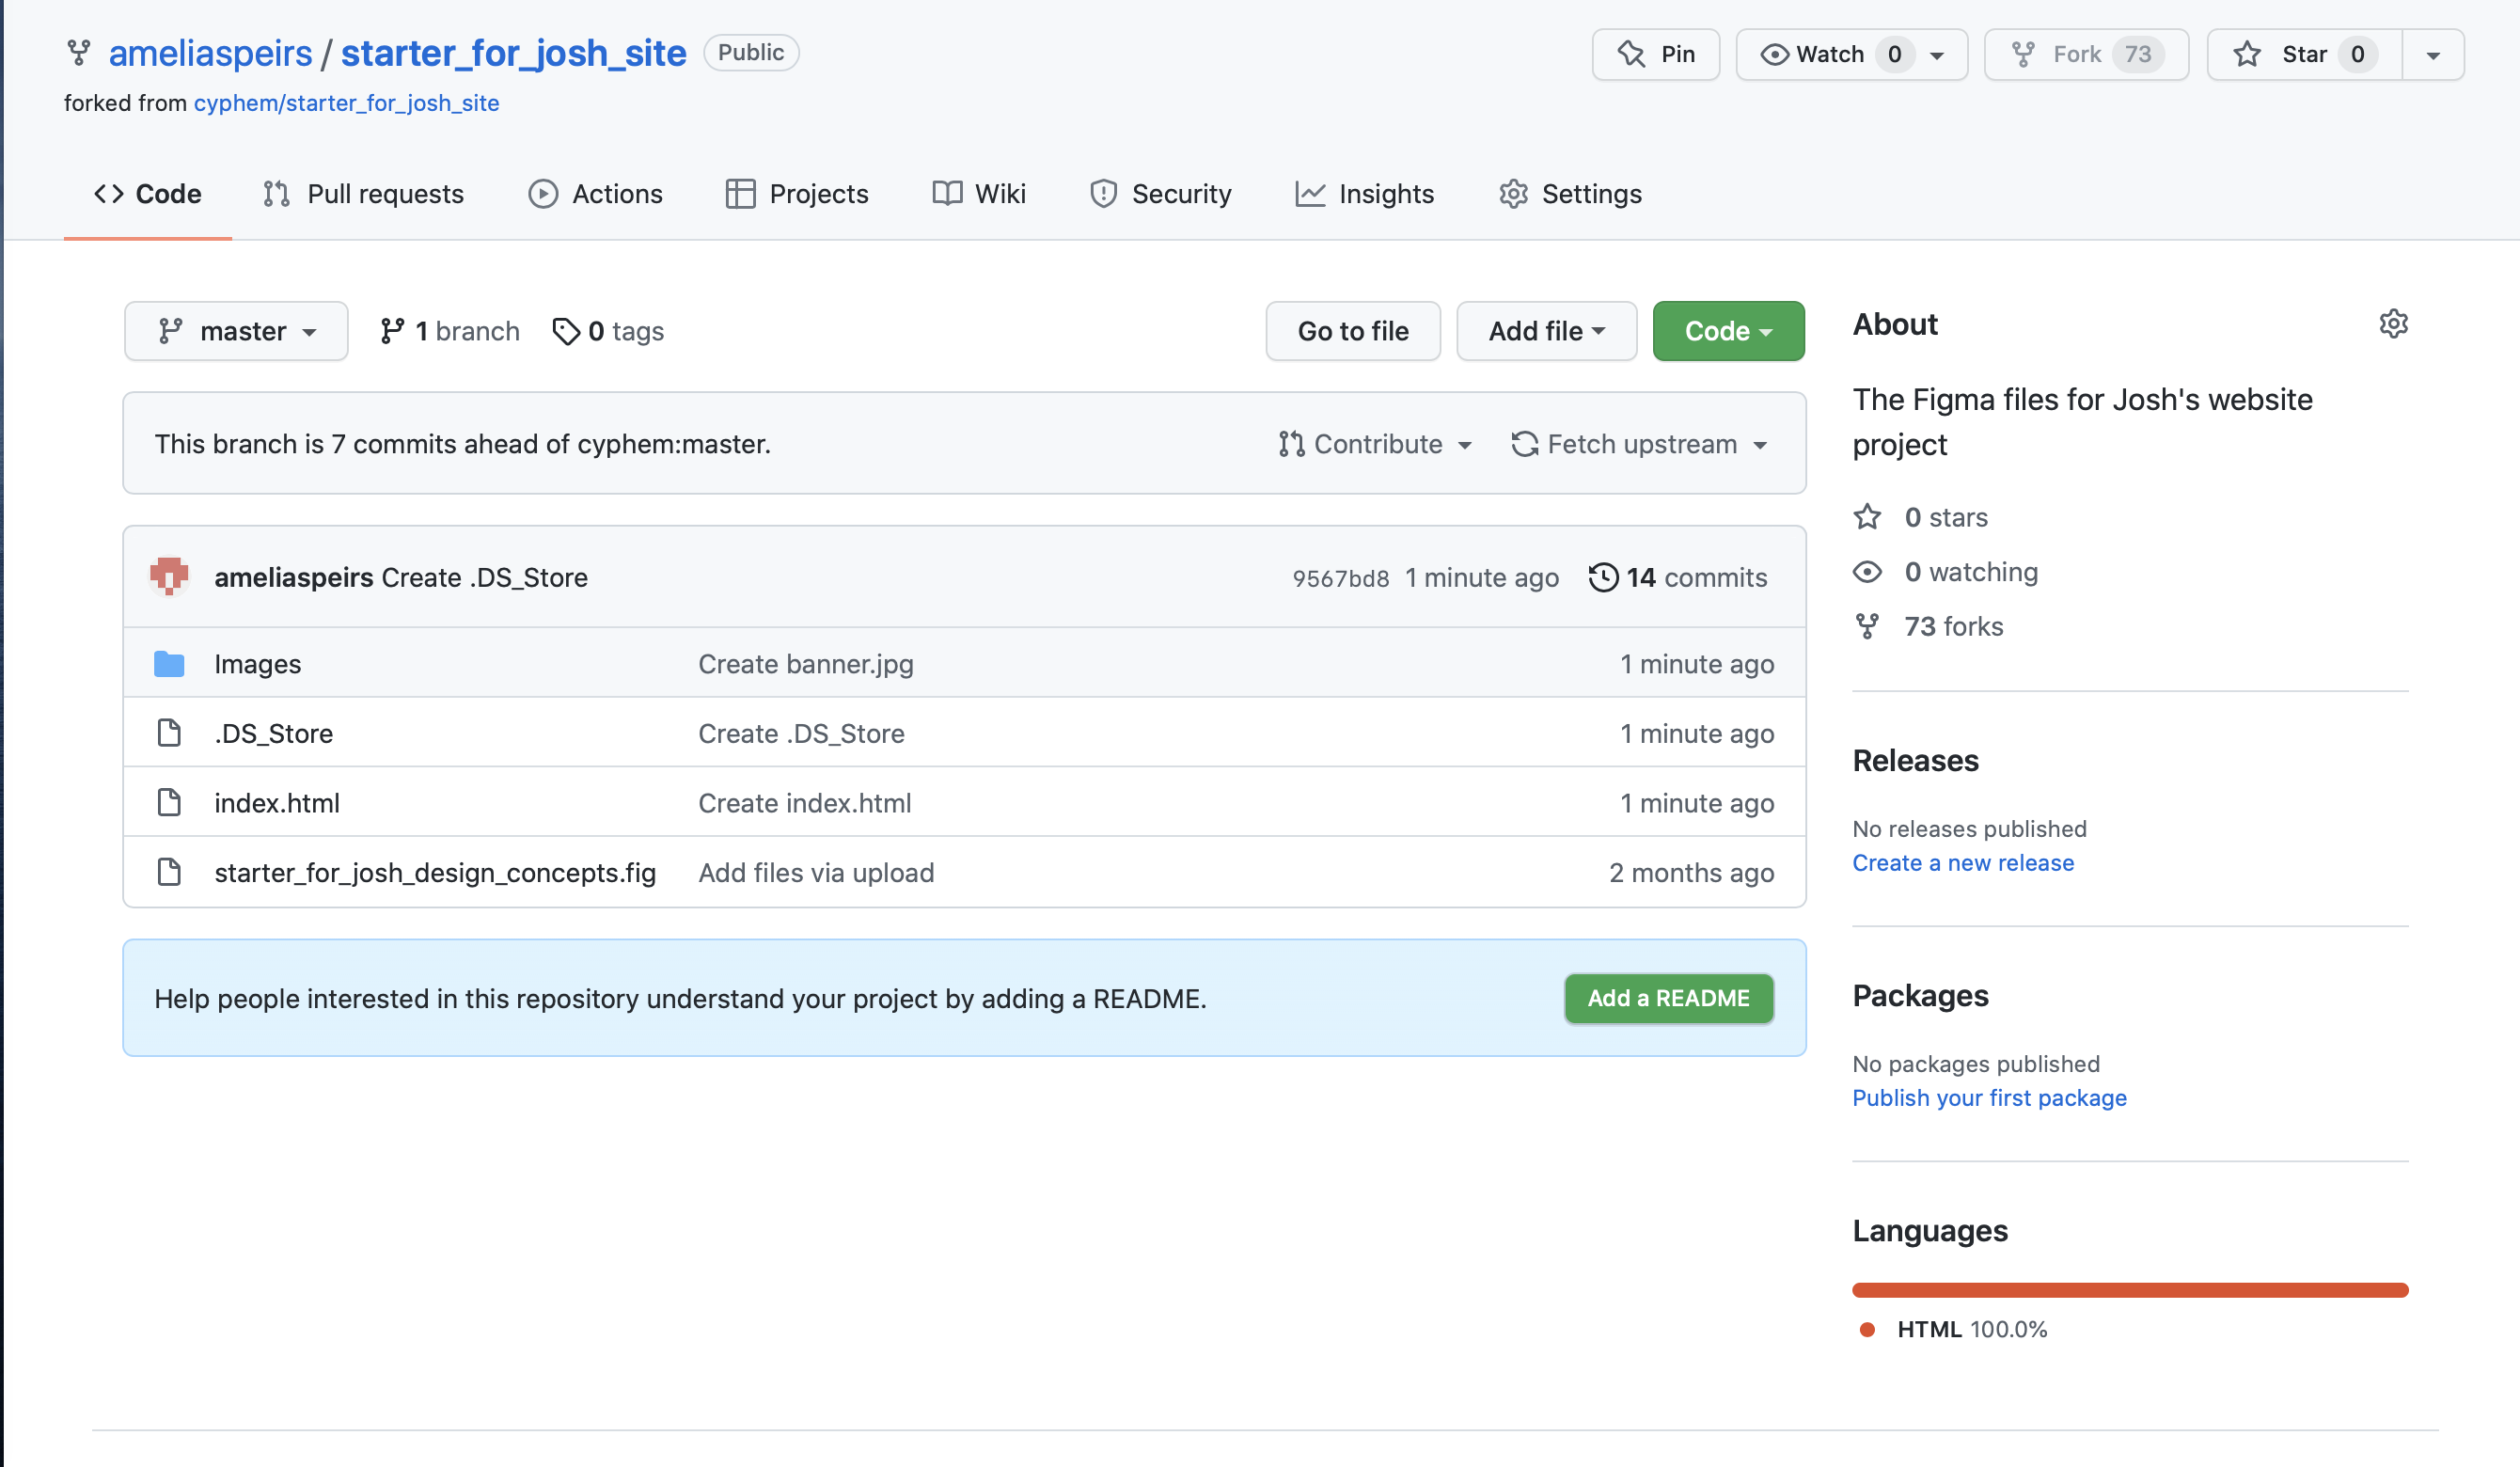 ameliaspeirs / starter_for_josh_site Public
Pin Watch 0 Fork 73 Star 0
forked from cyphem/starter_for_josh_site
Code Pull requests Actions Projects Wiki Security Insights Settings
master 1 branch 0 tags Go to file Add file Code
This branch is 7 commits ahead of cyphem:master. Contribute Fetch upstream
ameliaspeirs Create .DS_Store 9567bd8 1 minute ago 14 commits
Images Create banner.jpg 1 minute ago
.DS_Store Create .DS_Store 1 minute ago
index.html Create index.html 1 minute ago
starter_for_josh_design_concepts.fig Add files via upload 2 months ago
Help people interested in this repository understand your project by adding a README. Add a README
About
The Figma files for Josh's website
project
0 stars
0 watching
73 forks
Releases
No releases published
Create a new release
Packages
No packages published
Publish your first package
Languages
HTML 100.0%